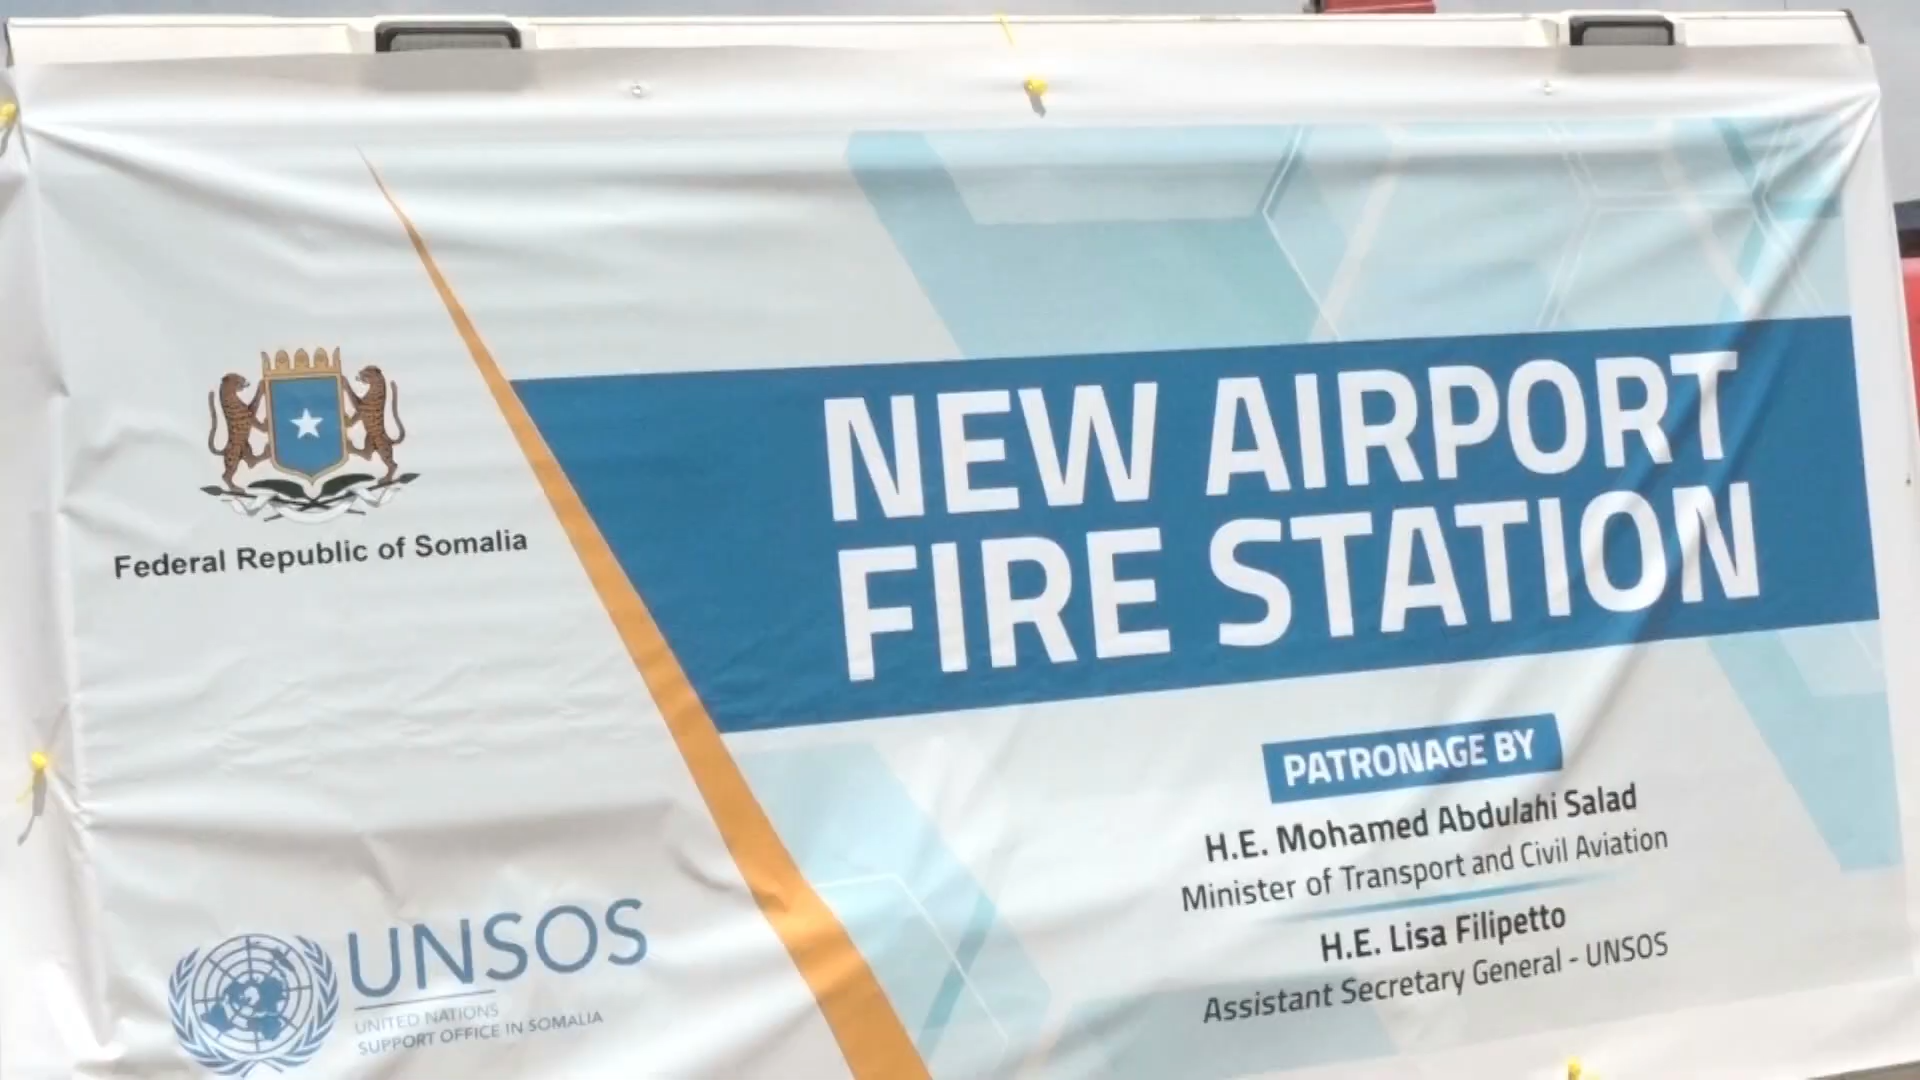 Federal Republic of Somalia
NEW AIRPORT
FIRE STATION
PATRONAGE BY
H.E. Mohamed Abdulahi Salad
Minister of Transport and Civil Aviation
H.E. Lisa Filipetto
Assistant Secretary General - UNSOS
UNSOS
UNITED NATIONS
SUPPORT OFFICE IN SOMALIA